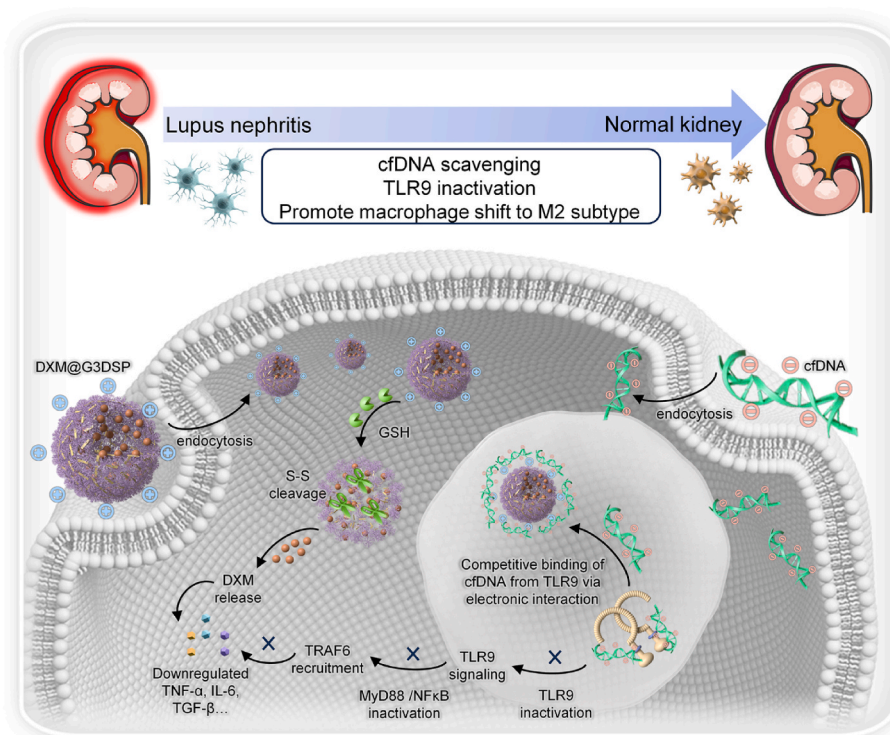 Lupus nephritis
Normal kidney
cfDNA scavenging
TLR9 inactivation
Promote macrophage shift to M2 subtype
DXM@G3DSP
endocytosis
GSH
S-S
cleavage
DXM
release
Downregulated
TNF-α, IL-6,
TGF-β...
TRAF6
recruitment
MyD88 /NFκB
inactivation
TLR9
signaling
TLR9
inactivation
Competitive binding of
cfDNA from TLR9 via
electronic interaction
endocytosis
cfDNA